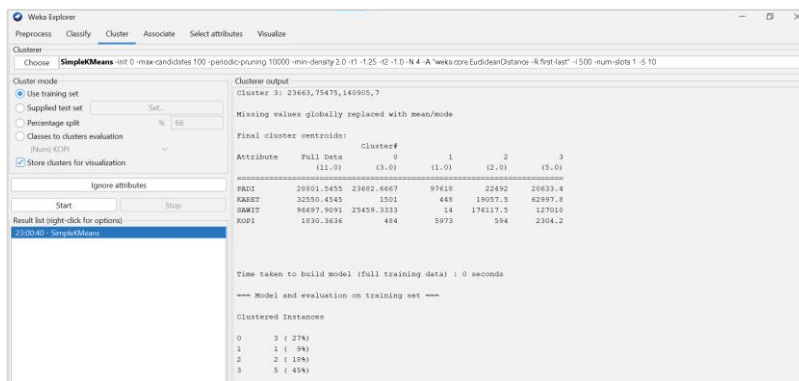 Weka Explorer
Preprocess Classify Cluster Associate Select attributes Visualize
Clusterer
Choose SimpleKMeans -init 0 -max-candidates 100 -periodic-pruning 10000 -min-density 2.0 -t1 -1.25 -t2 -1.0 -N 4 -A "weka.core.EuclideanDistance -R first-last" -I 500 -num-slots 1 -S 10
Cluster mode
Use training set
Supplied test set Set...
Percentage split % 66
Classes to clusters evaluation
(Num) KOPI
Store clusters for visualization
Ignore attributes
Start Stop
Result list (right-click for options)
23:00:40 - SimpleKMeans
Clusterer output
Cluster 3: 23663,75475,140905,7
Missing values globally replaced with mean/mode
Final cluster centroids:
Cluster#
Attribute Full Data 0 1 2 3
(11.0) (3.0) (1.0) (2.0) (5.0)
==========================================================================
PADI 28801.5455 23682.6667 97618 22492 20633.4
KARET 32550.4545 1501 448 19057.5 62997.8
SAWIT 96697.9091 25459.3333 14 176117.5 127010
KOPI 1830.3636 484 5973 594 2304.2
Time taken to build model (full training data) : 0 seconds
=== Model and evaluation on training set ===
Clustered Instances
0 3 ( 27%)
1 1 ( 9%)
2 2 ( 18%)
3 5 ( 45%)